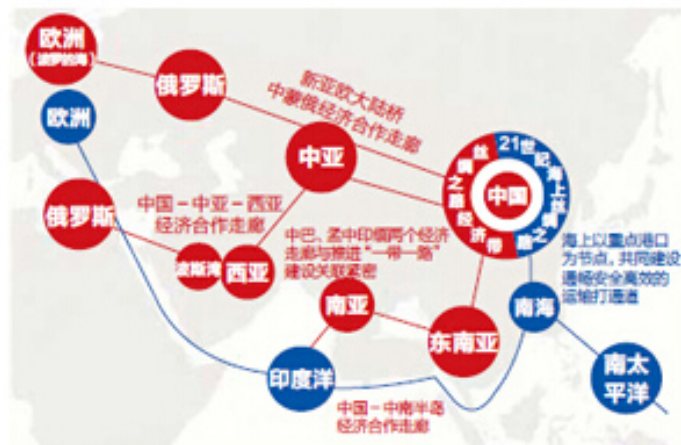 欧洲
(波罗的海)
俄罗斯
欧洲
新亚欧大陆桥
中蒙俄经济合作走廊
中亚
丝绸之路经济带
21世纪海上丝绸之路
中国
俄罗斯
中国-中亚-西亚
经济合作走廊
波斯湾
西亚
中巴、孟中印缅两个经济
走廊与推进“一带一路”
建设关联紧密
海上以重点港口
为节点,共同建设
通畅安全高效的
运输打通道
南亚
南海
东南亚
印度洋
南太
平洋
中国-中南半岛
经济合作走廊